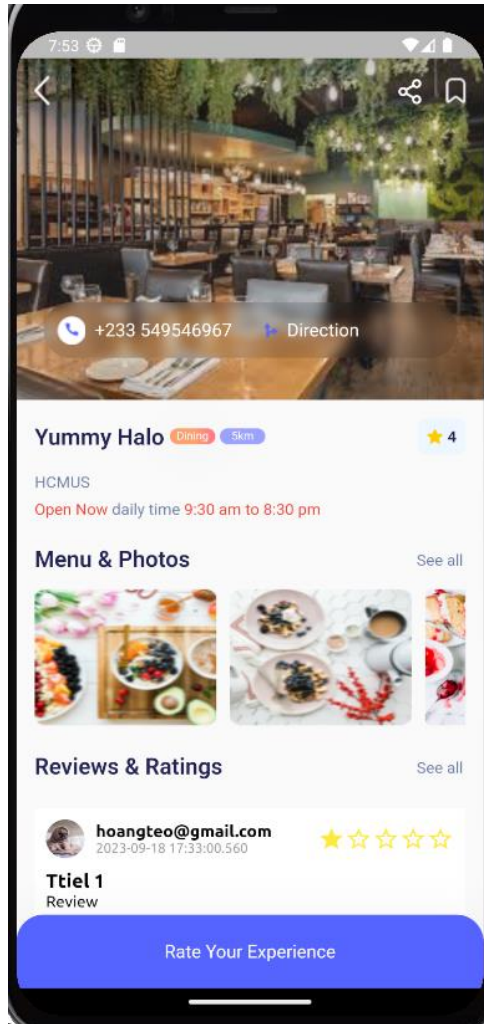 7:53
+233 549546967 Direction
Yummy Halo Dining 5km 4
HCMUS
Open Now daily time 9:30 am to 8:30 pm
Menu & Photos See all
Reviews & Ratings See all
hoangteo@gmail.com
2023-09-18 17:33:00.560
Ttiel 1
Review
Rate Your Experience